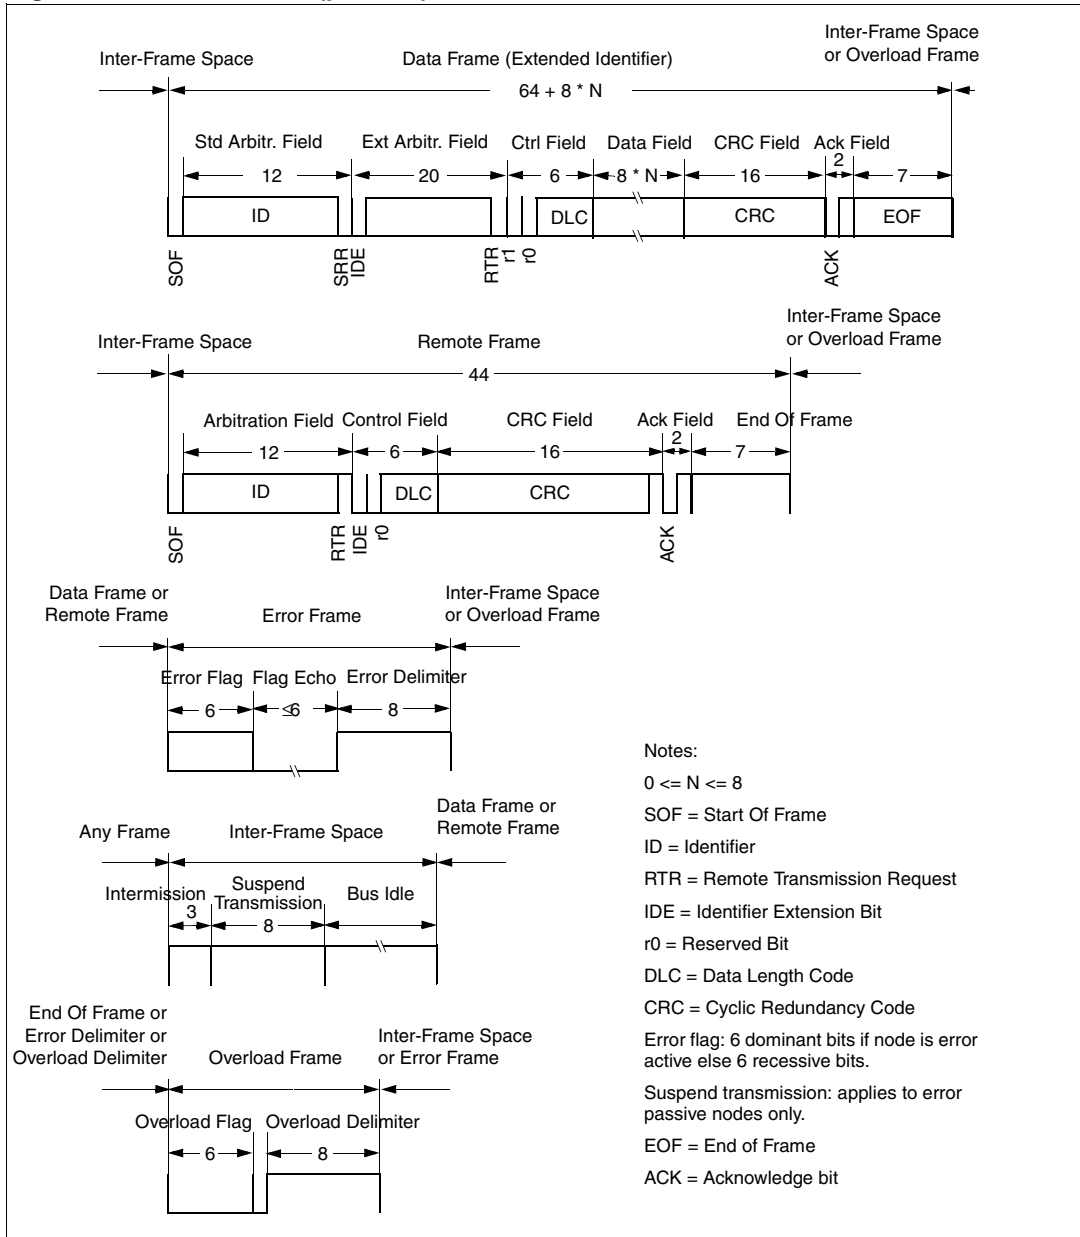 Inter-Frame Space
Data Frame (Extended Identifier)
Inter-Frame Space
or Overload Frame
64 + 8 * N
Std Arbitr. Field
Ext Arbitr. Field
Ctrl Field
Data Field
CRC Field
Ack Field
12
20
6
8 * N
16
2
7
ID
DLC
CRC
EOF
SOF
SRR
IDE
RTR
r1
r0
ACK
Inter-Frame Space
Remote Frame
Inter-Frame Space
or Overload Frame
44
Arbitration Field
Control Field
CRC Field
Ack Field
End Of Frame
12
6
16
2
7
ID
DLC
CRC
SOF
RTR
IDE
r0
ACK
Data Frame or
Remote Frame
Error Frame
Inter-Frame Space
or Overload Frame
Error Flag
Flag Echo
Error Delimiter
6
≤6
8
Any Frame
Inter-Frame Space
Data Frame or
Remote Frame
Intermission
Suspend
Transmission
Bus Idle
3
8
End Of Frame or
Error Delimiter or
Overload Delimiter
Overload Frame
Inter-Frame Space
or Error Frame
Overload Flag
Overload Delimiter
6
8
Notes:
0 <= N <= 8
SOF = Start Of Frame
ID = Identifier
RTR = Remote Transmission Request
IDE = Identifier Extension Bit
r0 = Reserved Bit
DLC = Data Length Code
CRC = Cyclic Redundancy Code
Error flag: 6 dominant bits if node is error
active else 6 recessive bits.
Suspend transmission: applies to error
passive nodes only.
EOF = End of Frame
ACK = Acknowledge bit